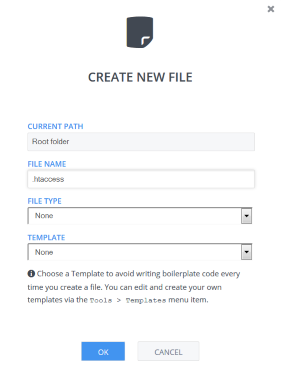 CREATE NEW FILE
CURRENT PATH
Root folder
FILE NAME
.htaccess
FILE TYPE
None
TEMPLATE
None
Choose a Template to avoid writing boilerplate code every
time you create a file. You can edit and create your own
templates via the Tools > Templates menu item.
OK
CANCEL